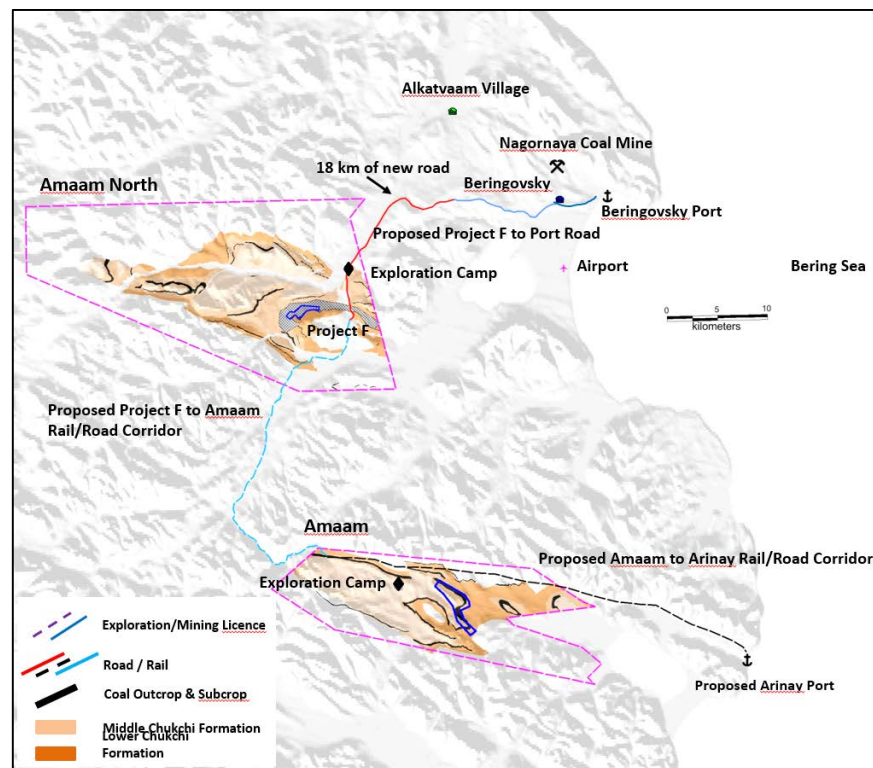 Alkatvaam Village
Nagornaya Coal Mine
18 km of new road
Beringovsky
Amaam North
Beringovsky Port
Proposed Project F to Port Road
Airport
Bering Sea
Exploration Camp
0 5 10
kilometers
Project F
Proposed Project F to Amaam
Rail/Road Corridor
Amaam
Proposed Amaam to Arinay Rail/Road Corridor
Exploration Camp
Proposed Arinay Port
Exploration/Mining Licence
Road / Rail
Coal Outcrop & Subcrop
Middle Chukchi Formation
Lower Chukchi
Formation